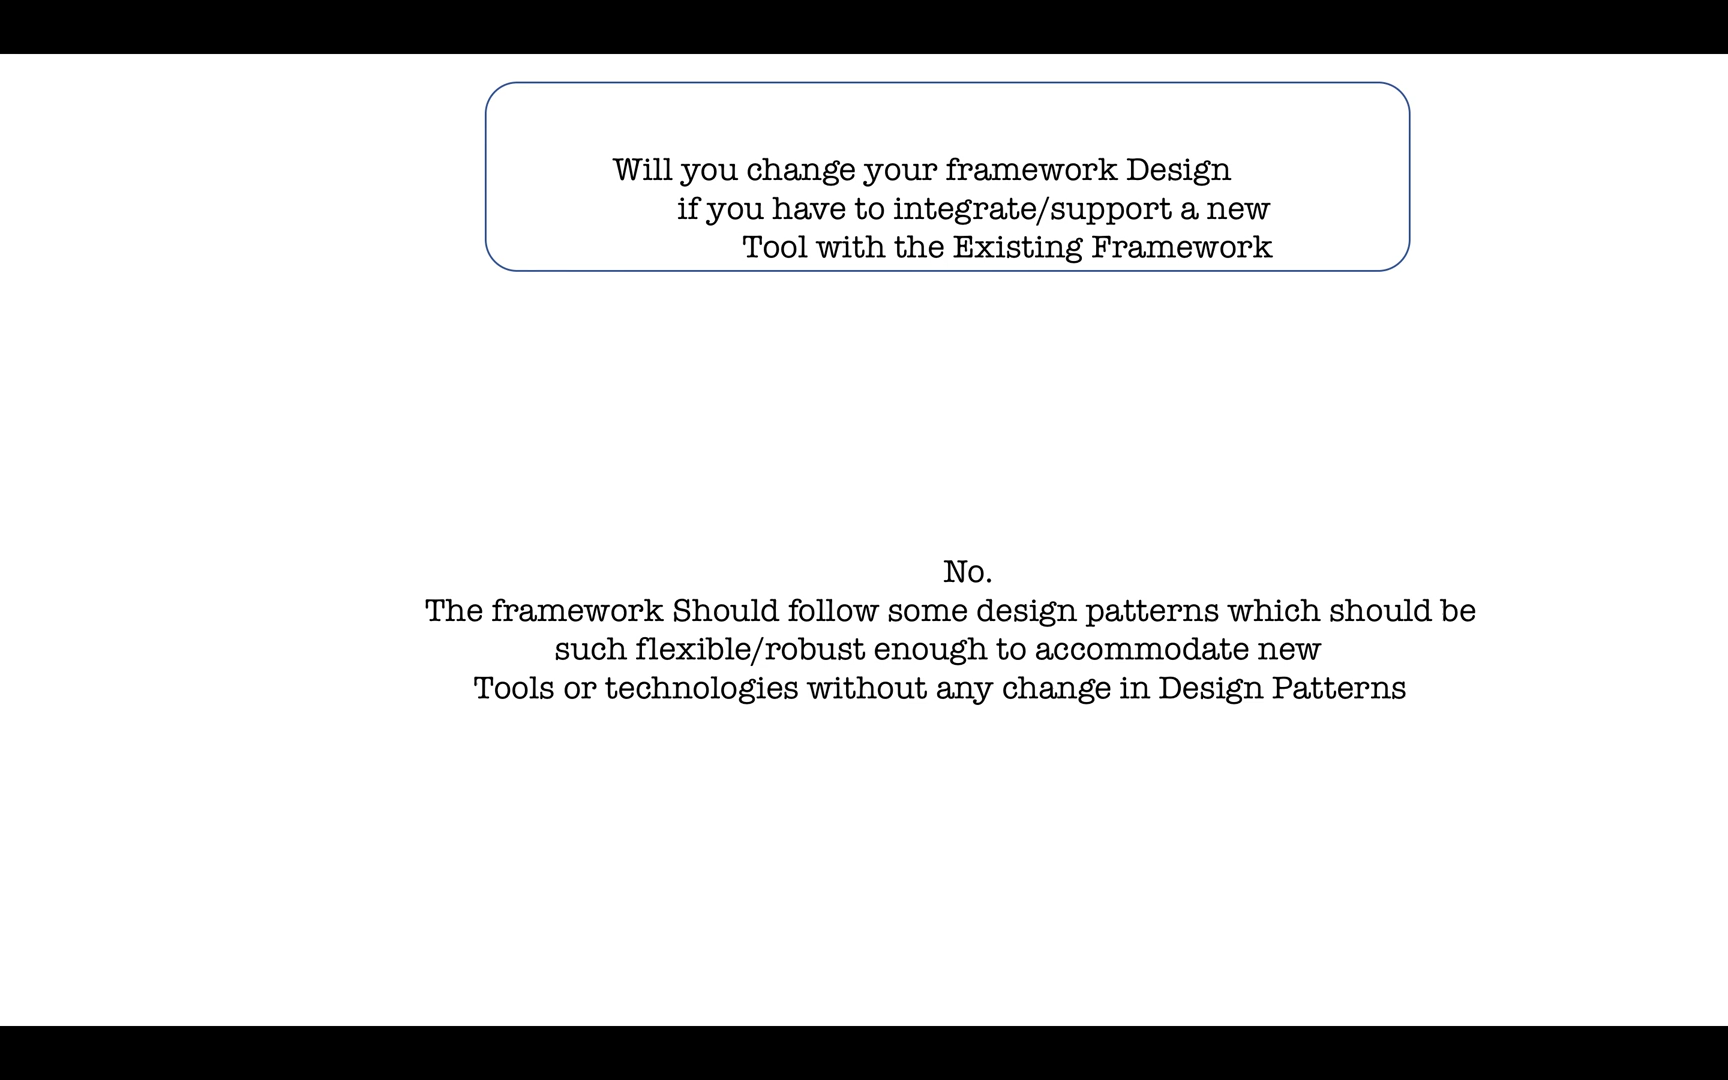 Will you change your framework Design
if you have to integrate/support a new
Tool with the Existing Framework
No.
The framework Should follow some design patterns which should be
such flexible/robust enough to accommodate new
Tools or technologies without any change in Design Patterns